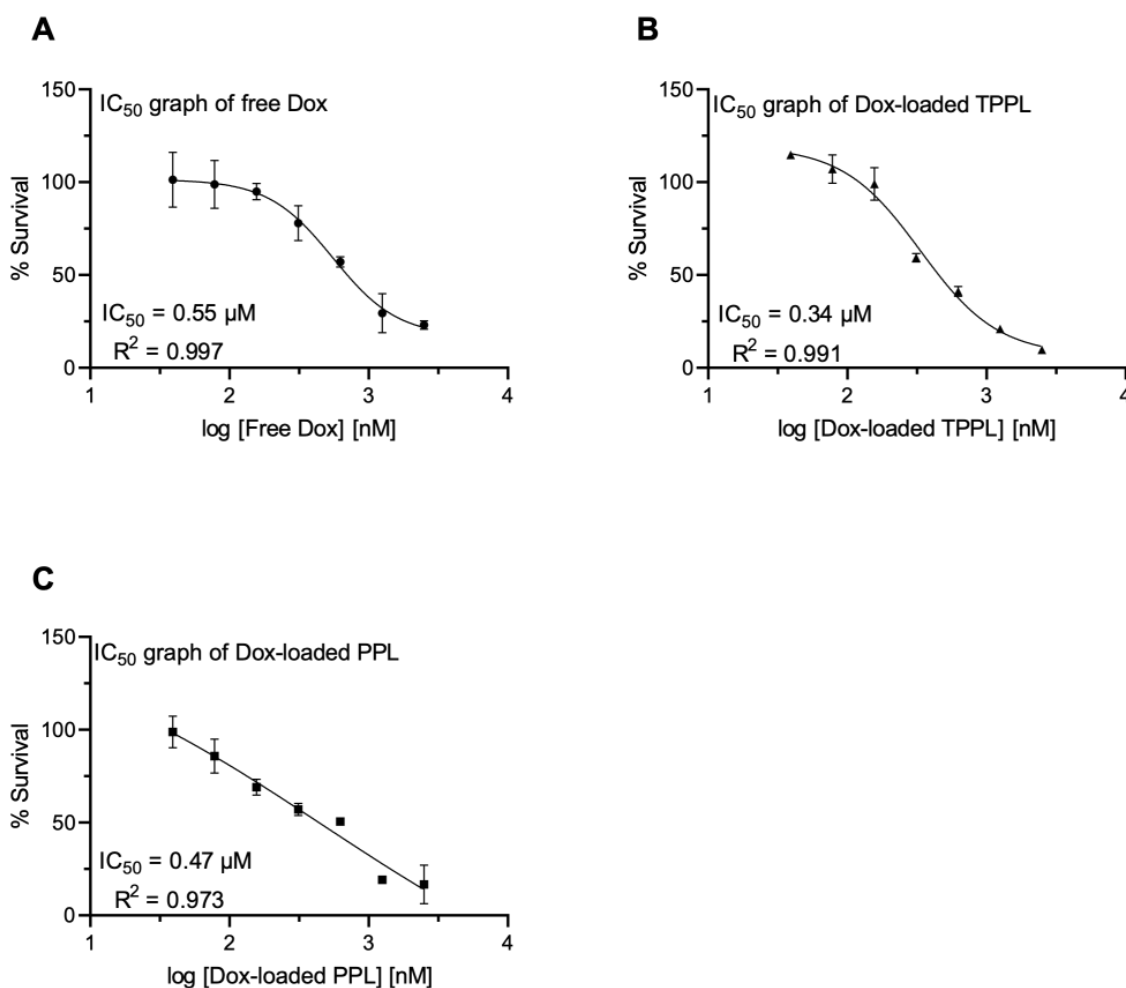 A
IC50 graph of free Dox
150
100
50
0
% Survival
IC50 = 0.55 µM
R2 = 0.997
1 2 3 4
log [Free Dox] [nM]
B
IC50 graph of Dox-loaded TPPL
150
100
50
0
% Survival
IC50 = 0.34 µM
R2 = 0.991
1 2 3 4
log [Dox-loaded TPPL] [nM]
C
IC50 graph of Dox-loaded PPL
150
100
50
0
% Survival
IC50 = 0.47 µM
R2 = 0.973
1 2 3 4
log [Dox-loaded PPL] [nM]